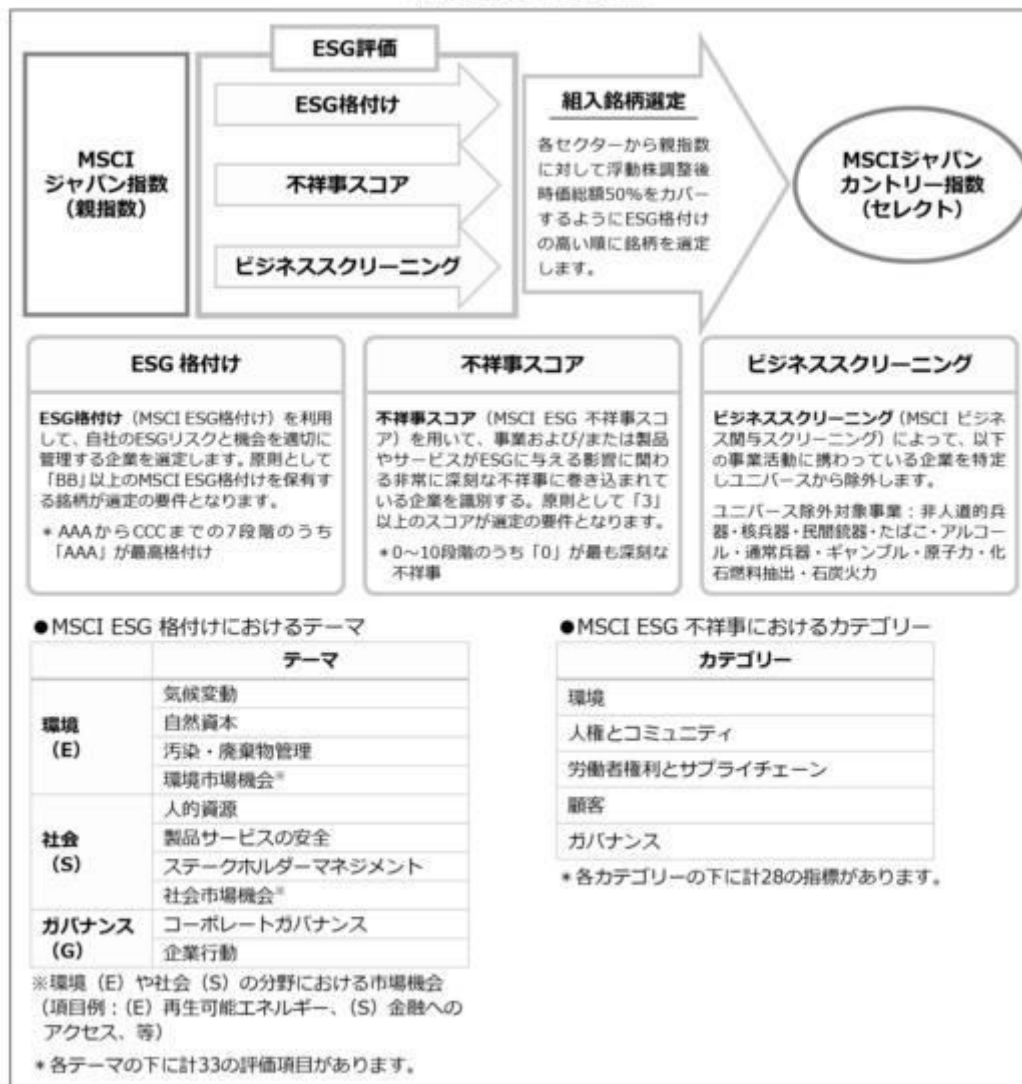 ESG評価
MSCI
ジャパン指数
(親指数)
ESG格付け
不祥事スコア
ビジネススクリーニング
組入銘柄選定
各セクターから親指数
に対して浮動株調整後
時価総額50%をカバー
するようにESG格付け
の高い順に銘柄を選定
します。
MSCIジャパン
カントリー指数
(セレクト)
ESG 格付け
ESG格付け（MSCI ESG格付け）を利用
して、自社のESGリスクと機会を適切に
管理する企業を選定します。原則として
「BB」以上のMSCI ESG格付けを保有す
る銘柄が選定の要件となります。
* AAAからCCCまでの7段階のうち
「AAA」が最高格付け
不祥事スコア
不祥事スコア（MSCI ESG 不祥事スコ
ア）を用いて、事業および/または製品
やサービスがESGに与える影響に関わ
る非常に深刻な不祥事に巻き込まれて
いる企業を識別する。原則として「3」
以上のスコアが選定の要件となります。
*0～10段階のうち「0」が最も深刻な
不祥事
ビジネススクリーニング
ビジネススクリーニング（MSCI ビジネ
ス関与スクリーニング）によって、以下
の事業活動に携わっている企業を特定
しユニバースから除外します。
ユニバース除外対象事業：非人道的兵
器・核兵器・民間銃器・たばこ・アルコー
ル・通常兵器・ギャンブル・原子力・化
石燃料抽出・石炭火力
●MSCI ESG 格付けにおけるテーマ
テーマ
環境
(E)
気候変動
自然資本
汚染・廃棄物管理
環境市場機会※
社会
(S)
人的資源
製品サービスの安全
ステークホルダーマネジメント
社会市場機会※
ガバナンス
(G)
コーポレートガバナンス
企業行動
※環境（E）や社会（S）の分野における市場機会
(項目例：(E) 再生可能エネルギー、(S) 金融への
アクセス、等)
*各テーマの下に計33の評価項目があります。
●MSCI ESG 不祥事におけるカテゴリー
カテゴリー
環境
人権とコミュニティ
労働者権利とサプライチェーン
顧客
ガバナンス
*各カテゴリーの下に計28の指標があります。